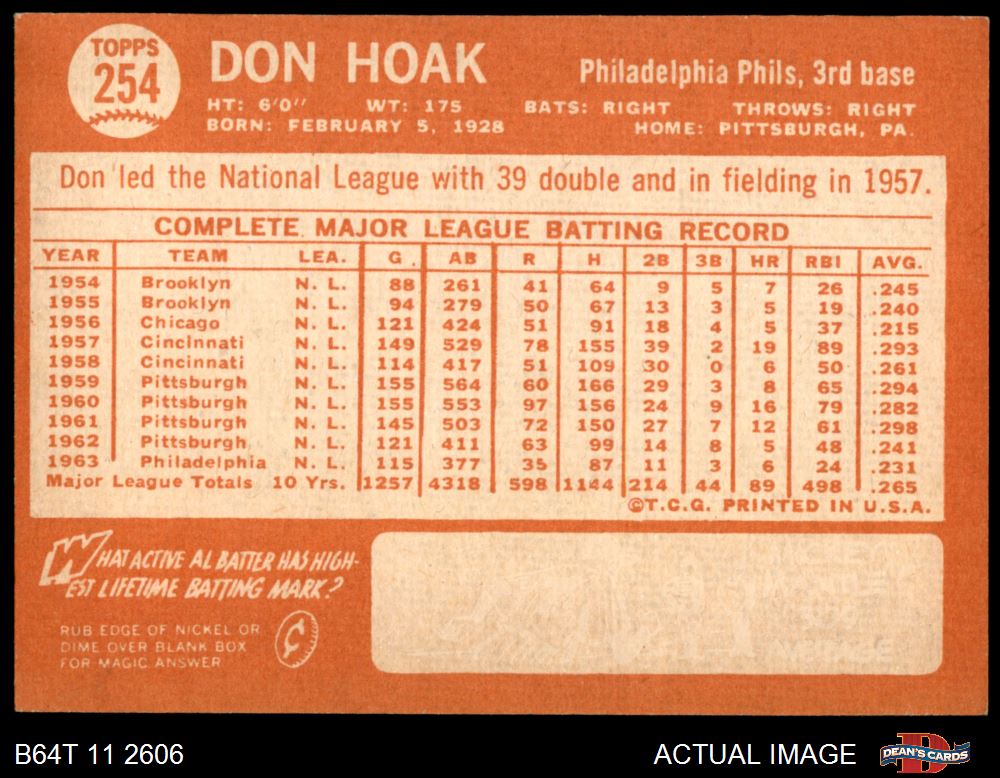 TOPPS
254
DON HOAK
Philadelphia Phils, 3rd base
HT: 6'0" WT: 175 BATS: RIGHT THROWS: RIGHT
BORN: FEBRUARY 5, 1928 HOME: PITTSBURGH, PA.
Don led the National League with 39 double and in fielding in 1957.
COMPLETE MAJOR LEAGUE BATTING RECORD
YEAR TEAM LEA. G. AB R H 2B 3B HR RBI AVG.
1954 Brooklyn N. L. 88 261 41 64 9 5 7 26 .245
1955 Brooklyn N. L. 94 279 50 67 13 3 5 19 .240
1956 Chicago N. L. 121 424 51 91 18 4 5 37 .215
1957 Cincinnati N. L. 149 529 78 155 39 2 19 89 .293
1958 Cincinnati N. L. 114 417 51 109 30 0 6 50 .261
1959 Pittsburgh N. L. 155 564 60 166 29 3 8 65 .294
1960 Pittsburgh N. L. 155 553 97 156 24 9 16 79 .282
1961 Pittsburgh N. L. 145 503 72 150 27 7 12 61 .298
1962 Pittsburgh N. L. 121 411 63 99 14 8 5 48 .241
1963 Philadelphia N. L. 115 377 35 87 11 3 6 24 .231
Major League Totals 10 Yrs. 1257 4318 598 1144 214 44 89 498 .265
©T.C.G. PRINTED IN U.S.A.
WHAT ACTIVE AL BATTER HAS HIGH-
EST LIFETIME BATTING MARK?
RUB EDGE OF NICKEL OR
DIME OVER BLANK BOX
FOR MAGIC ANSWER
AVERAGE
B64T 11 2606 ACTUAL IMAGE DEAN'S CARDS